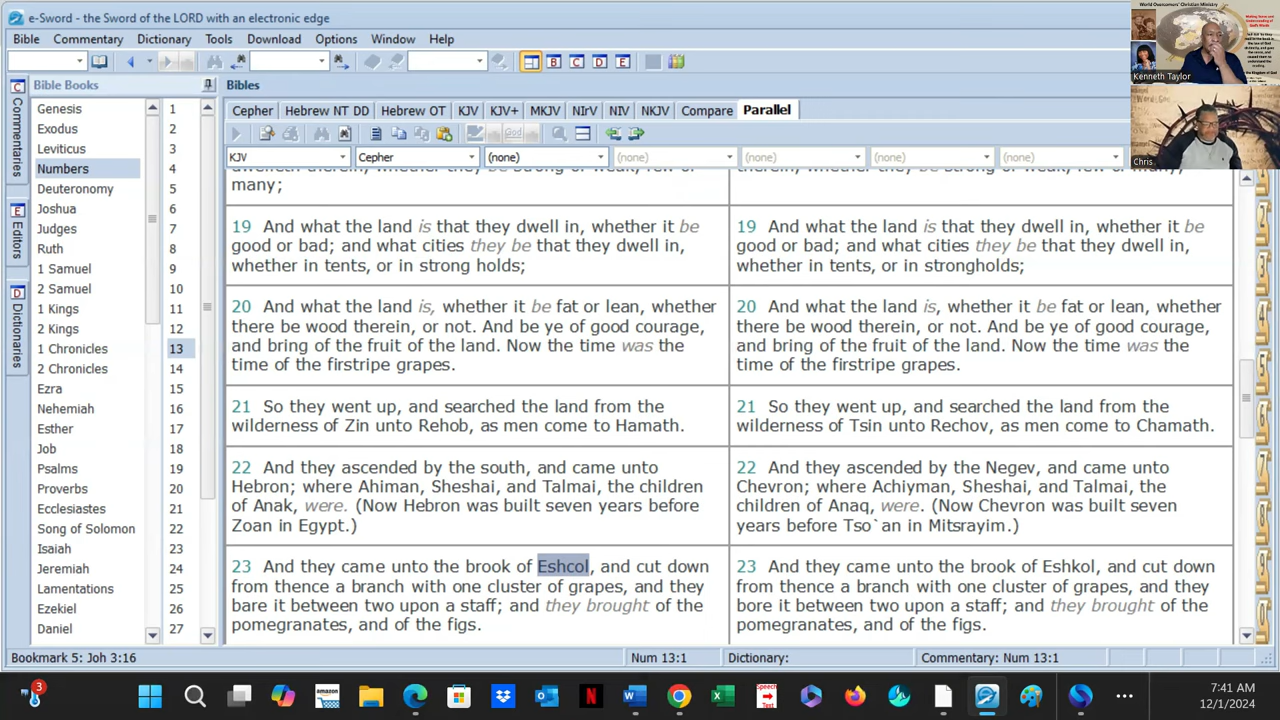 e-Sword - the Sword of the LORD with an electronic edge
Bible Commentary Dictionary Tools Download Options Window Help
B C D E
Bible Books
Bibles
Commentaries
Editors
Dictionaries
Genesis
Exodus
Leviticus
Numbers
Deuteronomy
Joshua
Judges
Ruth
1 Samuel
2 Samuel
1 Kings
2 Kings
1 Chronicles
2 Chronicles
Ezra
Nehemiah
Esther
Job
Psalms
Proverbs
Ecclesiastes
Song of Solomon
Isaiah
Jeremiah
Lamentations
Ezekiel
Daniel
1
2
3
4
5
6
7
8
9
10
11
12
13
14
15
16
17
18
19
20
21
22
23
24
25
26
27
Cepher Hebrew NT DD Hebrew OT KJV KJV+ MKJV NIrV NIV NKJV Compare Parallel
God
KJV Cepher (none) (none) (none) (none) (none)
many;
19 And what the land is that they dwell in, whether it be
good or bad; and what cities they be that they dwell in,
whether in tents, or in strong holds;
20 And what the land is, whether it be fat or lean, whether
there be wood therein, or not. And be ye of good courage,
and bring of the fruit of the land. Now the time was the
time of the firstripe grapes.
21 So they went up, and searched the land from the
wilderness of Zin unto Rehob, as men come to Hamath.
22 And they ascended by the south, and came unto
Hebron; where Ahiman, Sheshai, and Talmai, the children
of Anak, were. (Now Hebron was built seven years before
Zoan in Egypt.)
23 And they came unto the brook of Eshcol, and cut down
from thence a branch with one cluster of grapes, and they
bare it between two upon a staff; and they brought of the
pomegranates, and of the figs.
many;
19 And what the land is that they dwell in, whether it be
good or bad; and what cities they be that they dwell in,
whether in tents, or in strongholds;
20 And what the land is, whether it be fat or lean, whether
there be wood therein, or not. And be ye of good courage,
and bring of the fruit of the land. Now the time was the
time of the firstripe grapes.
21 So they went up, and searched the land from the
wilderness of Tsin unto Rechov, as men come to Chamath.
22 And they ascended by the Negev, and came unto
Chevron; where Achiyman, Sheshai, and Talmai, the
children of Anaq, were. (Now Chevron was built seven
years before Tso`an in Mitsrayim.)
23 And they came unto the brook of Eshkol, and cut down
from thence a branch with one cluster of grapes, and they
bore it between two upon a staff; and they brought of the
pomegranates, and of the figs.
World Overcomers' Christian Ministry
Kenneth Taylor
Chris
Bookmark 5: Joh 3:16
Num 13:1
Dictionary:
Commentary: Num 13:1
3
amazon
Speech to Text
7:41 AM
12/1/2024